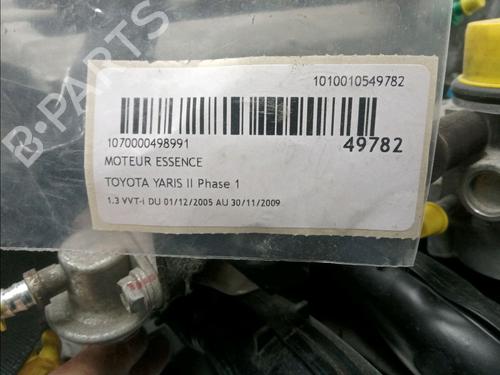 B-PARTS
1010010549782
1070000498991
49782
MOTEUR ESSENCE
TOYOTA YARIS II Phase 1
1.3 VVT-i DU 01/12/2005 AU 30/11/2009